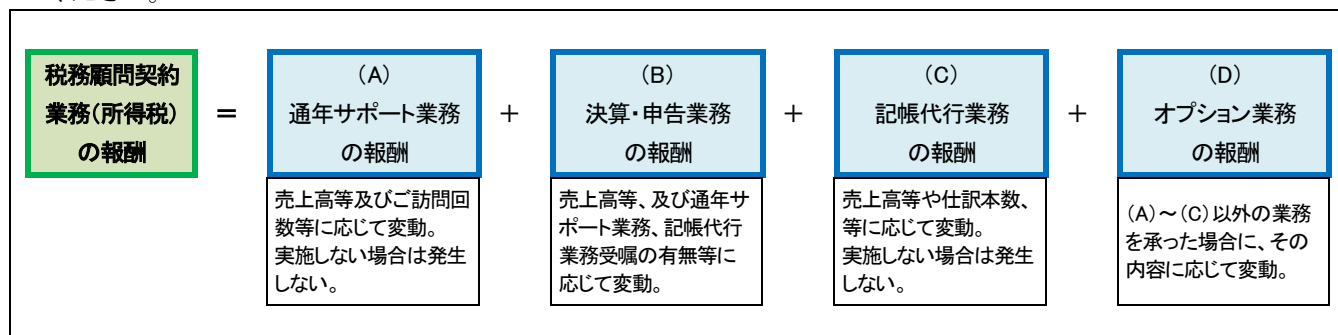 税務顧問契約
業務(所得税)
の報酬
=
(A)
通年サポート業務
の報酬
+
(B)
決算・申告業務
の報酬
+
(C)
記帳代行業務
の報酬
+
(D)
オプション業務
の報酬
売上高等及びご訪問回
数等に応じて変動。
実施しない場合は発生
しない。
売上高等、及び通年サ
ポート業務、記帳代行
業務受嘱の有無等に
応じて変動。
売上高等や仕訳本数、
等に応じて変動。
実施しない場合は発生
しない。
(A)~(C)以外の業務
を承った場合に、その
内容に応じて変動。